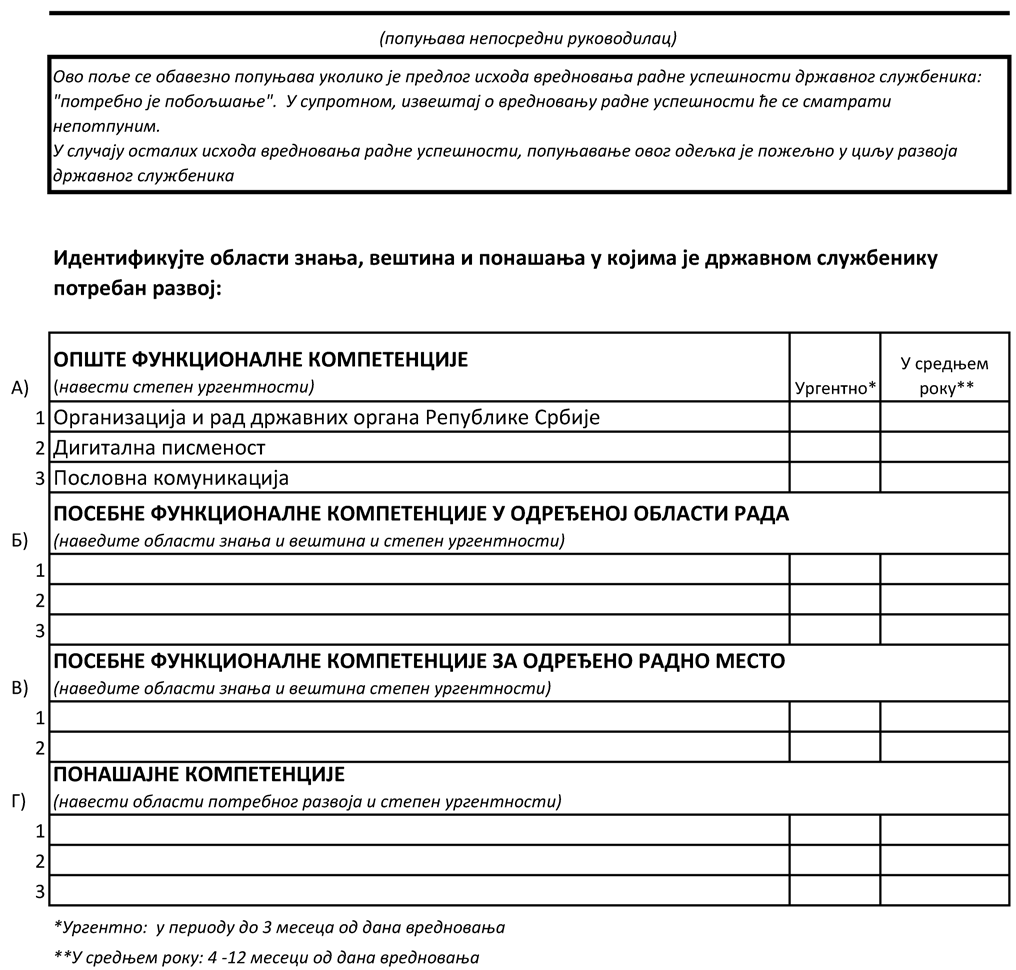 (попуњава непосредни руководилац)
Ово поље се обавезно попуњава уколико је предлог исхода вредновања радне успешности државног службеника:
"потребно је побољшање".  У супротном, извештај о вредновању радне успешности ће се сматрати
непотпуним.
У случају осталих исхода вредновања радне успешности, попуњавање овог одељка је пожељно у циљу развоја
државног службеника
Идентификујте области знања, вештина и понашања у којима је државном службенику
потребан развој:
ОПШТЕ ФУНКЦИОНАЛНЕ КОМПЕТЕНЦИЈЕ
А) (навести степен ургентности) Ургентно* У средњем
року**
1 Организација и рад државних органа Републике Србије
2 Дигитална писменост
3 Пословна комуникација
ПОСЕБНЕ ФУНКЦИОНАЛНЕ КОМПЕТЕНЦИЈЕ У ОДРЕЂЕНОЈ ОБЛАСТИ РАДА
Б) (наведите области знања и вештина и степен ургентности)
1
2
3
ПОСЕБНЕ ФУНКЦИОНАЛНЕ КОМПЕТЕНЦИЈЕ ЗА ОДРЕЂЕНО РАДНО МЕСТО
В) (наведите области знања и вештина степен ургентности)
1
2
ПОНАШАЈНЕ КОМПЕТЕНЦИЈЕ
Г) (навести области потребног развоја и степен ургентности)
1
2
3
*Ургентно:  у периоду до 3 месеца од дана вредновања
**У средњем року: 4 -12 месеци од дана вредновања